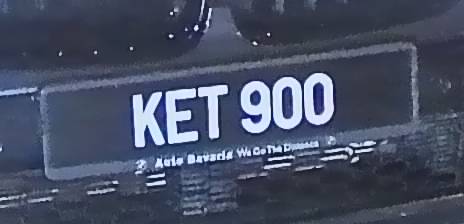 KET 900
Auto Bavaria We Go The Distance